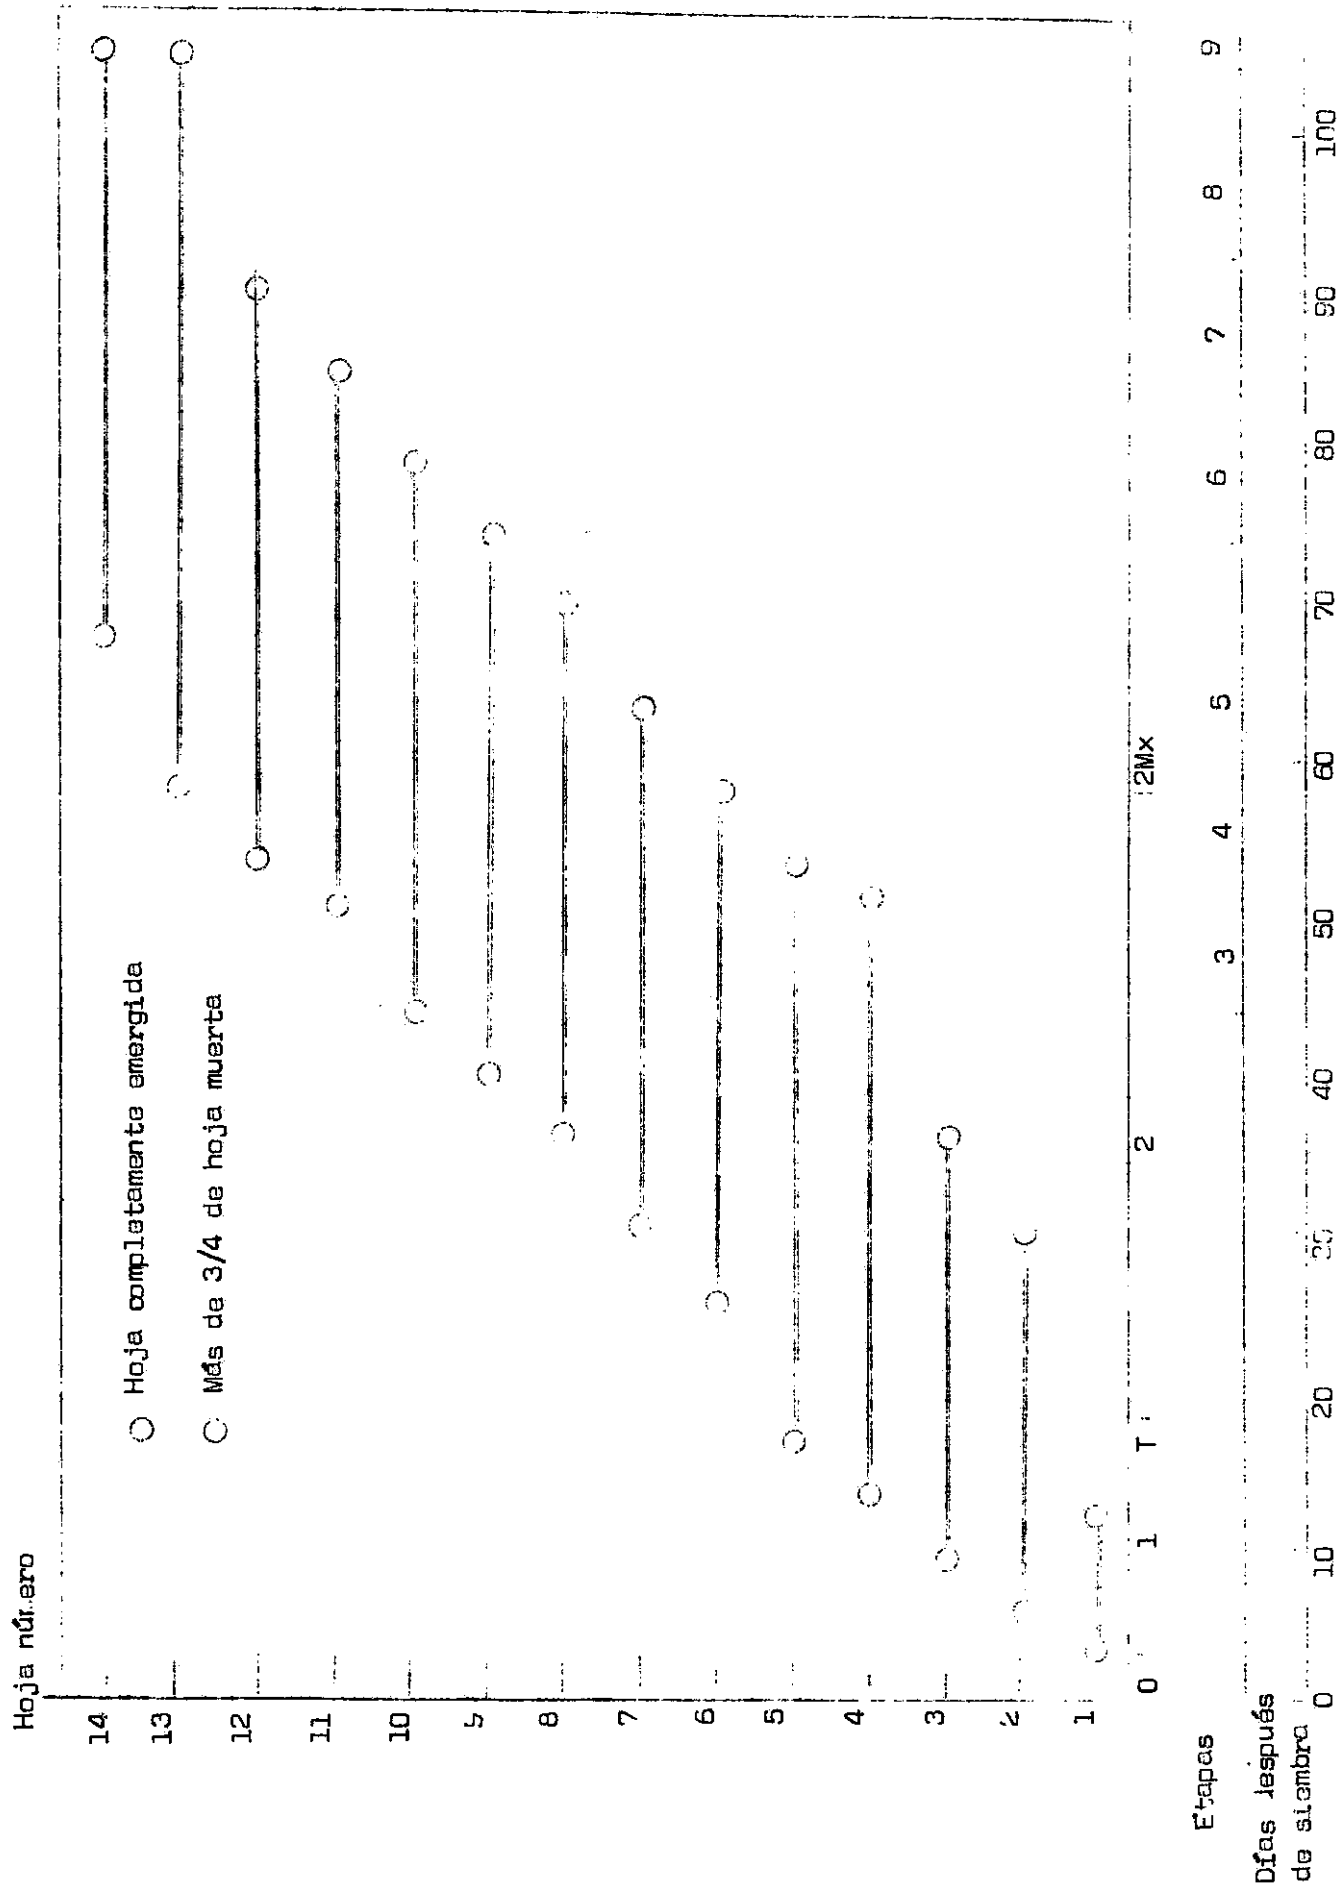 Hoja núr.ero
14
13
12
11
10
9
8
7
6
5
4
3
2
1
○ Hoja completamente emergida
○ Más de 3/4 de hoja muerta
0 1 T 2 2Mx
Etapas 3 4 5 6 7 8 9
Días después
de siembra 0 10 20 30 40 50 60 70 80 90 100